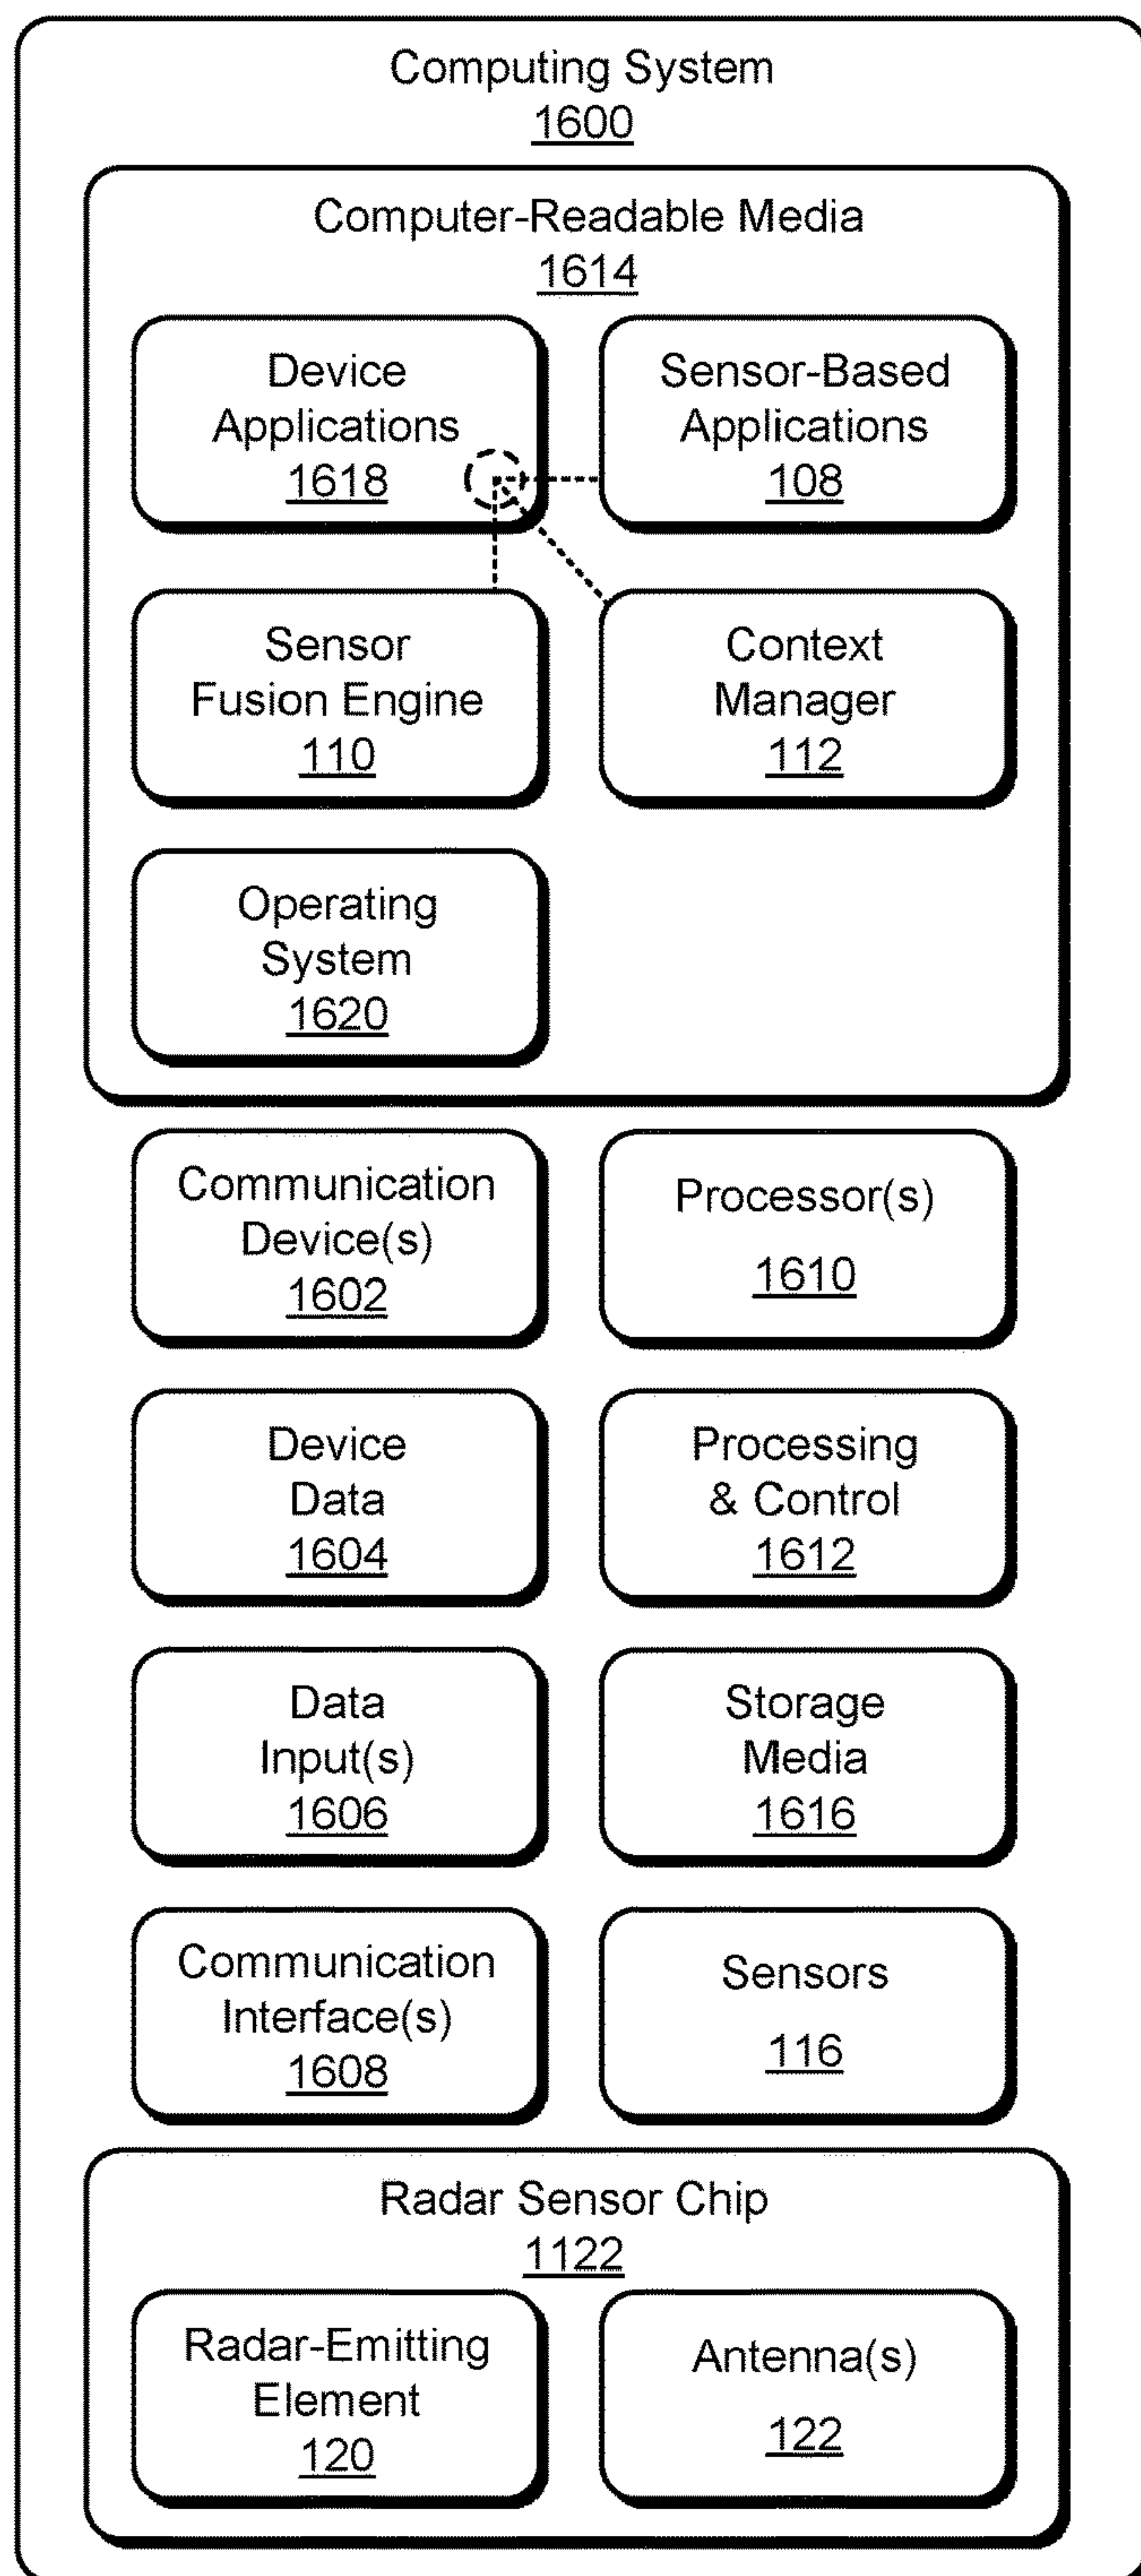 Computing System
1600
Computer-Readable Media
1614
Device
Applications
1618
Sensor-Based
Applications
108
Sensor
Fusion Engine
110
Context
Manager
112
Operating
System
1620
Communication
Device(s)
1602
Processor(s)
1610
Device
Data
1604
Processing
& Control
1612
Data
Input(s)
1606
Storage
Media
1616
Communication
Interface(s)
1608
Sensors
116
Radar Sensor Chip
1122
Radar-Emitting
Element
120
Antenna(s)
122